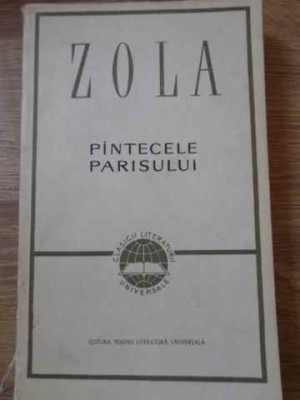 ZOLA
PÎNTECELE
PARISULUI
CLASICII LITERATURII
UNIVERSALE
EDITURA PENTRU LITERATURĂ UNIVERSALĂ